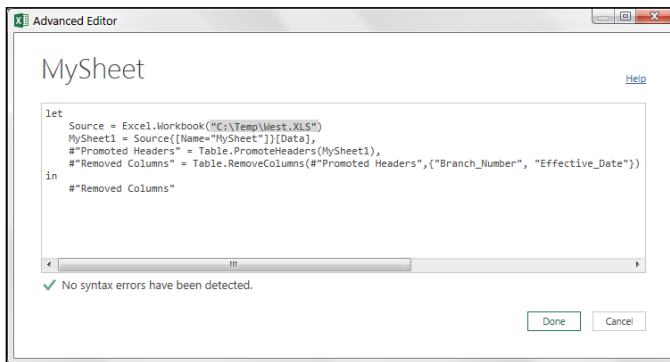 Advanced Editor
MySheet
Help
let
Source = Excel.Workbook("C:\Temp\West.XLS")
MySheet1 = Source{[Name="MySheet"]}[Data],
#"Promoted Headers" = Table.PromoteHeaders(MySheet1),
#"Removed Columns" = Table.RemoveColumns(#"Promoted Headers",{"Branch_Number", "Effective_Date"})
in
#"Removed Columns"
No syntax errors have been detected.
Done
Cancel